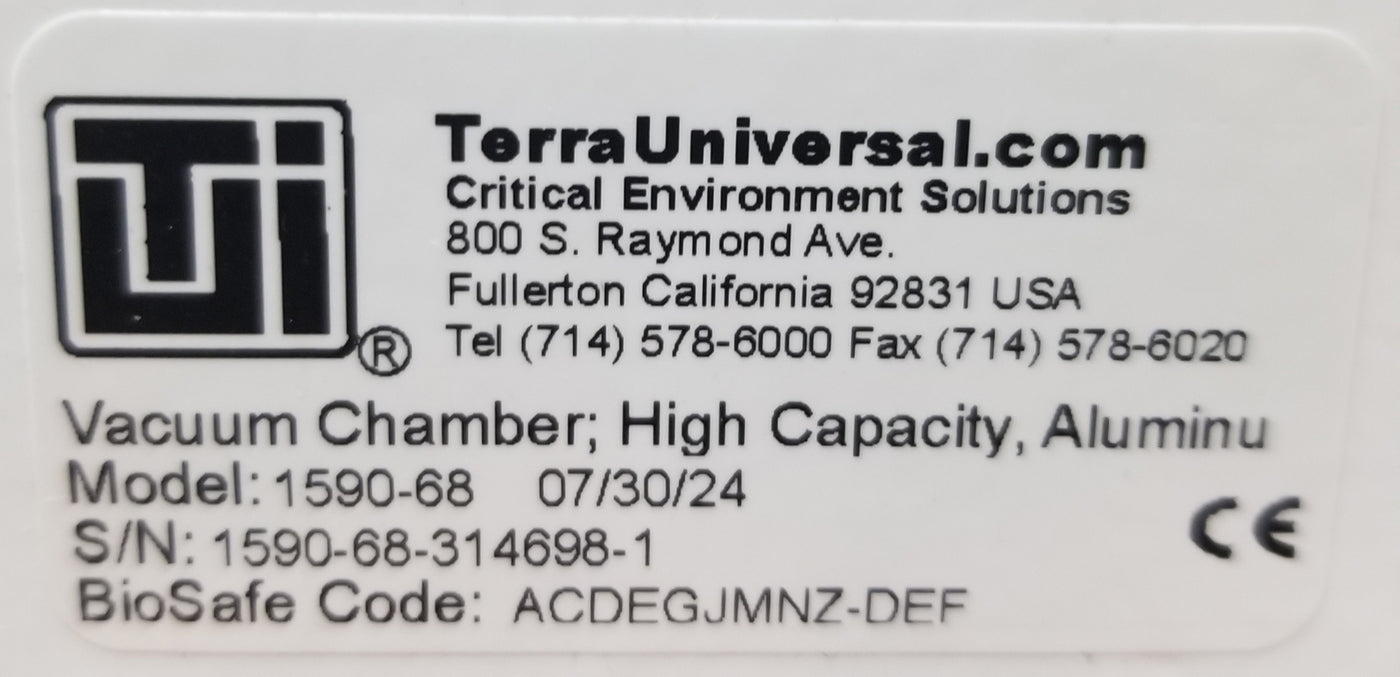 Ui
®
TerraUniversal.com
Critical Environment Solutions
800 S. Raymond Ave.
Fullerton California 92831 USA
Tel (714) 578-6000 Fax (714) 578-6020
Vacuum Chamber; High Capacity, Aluminu
Model: 1590-68 07/30/24
S/N: 1590-68-314698-1
CE
BioSafe Code: ACDEGJMNZ-DEF